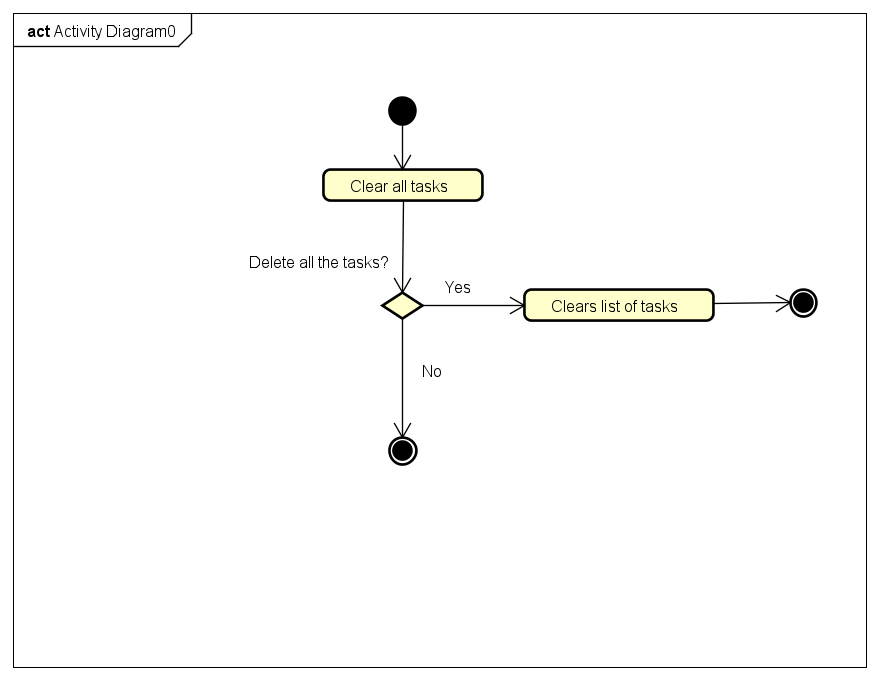 act Activity Diagram0
Clear all tasks
Delete all the tasks?
Yes
Clears list of tasks
No